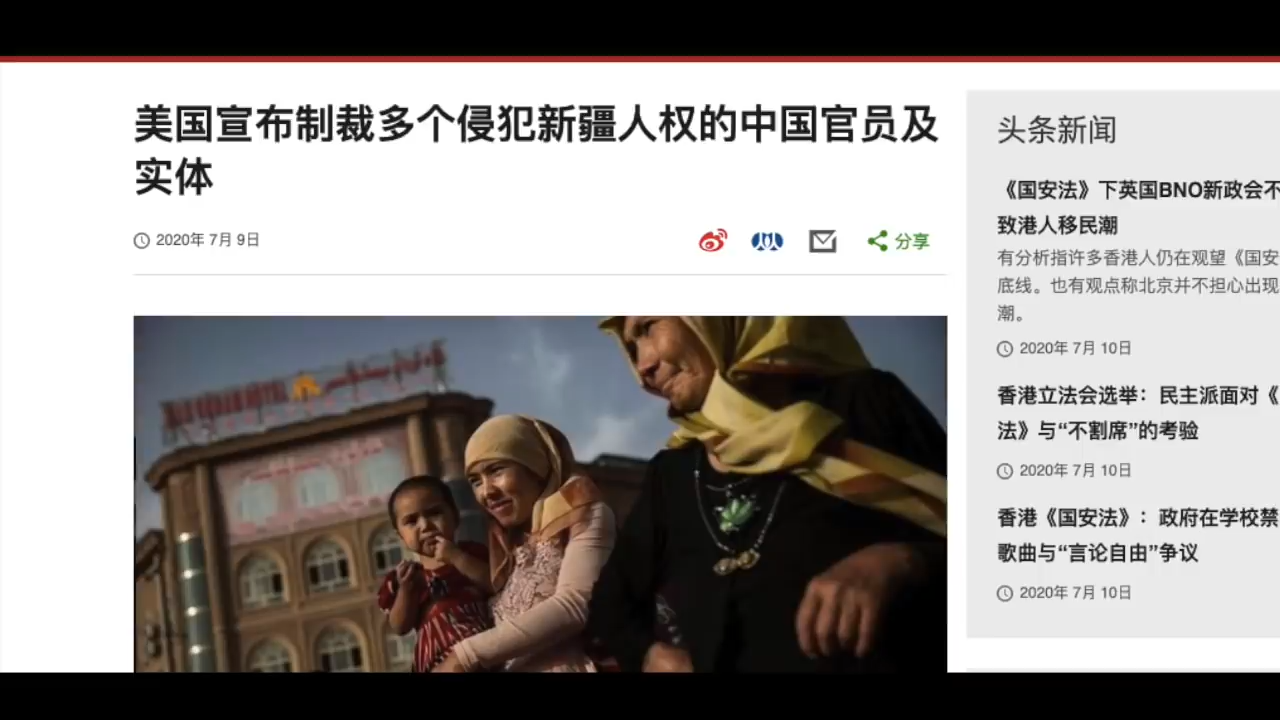 美国宣布制裁多个侵犯新疆人权的中国官员及
实体
2020年 7月 9日
分享
头条新闻
《国安法》下英国BNO新政会不
致港人移民潮
有分析指许多香港人仍在观望《国安
底线。也有观点称北京并不担心出现
潮。
2020年 7月 10日
香港立法会选举：民主派面对《
法》与“不割席”的考验
2020年 7月 10日
香港《国安法》：政府在学校禁
歌曲与“言论自由”争议
2020年 7月 10日